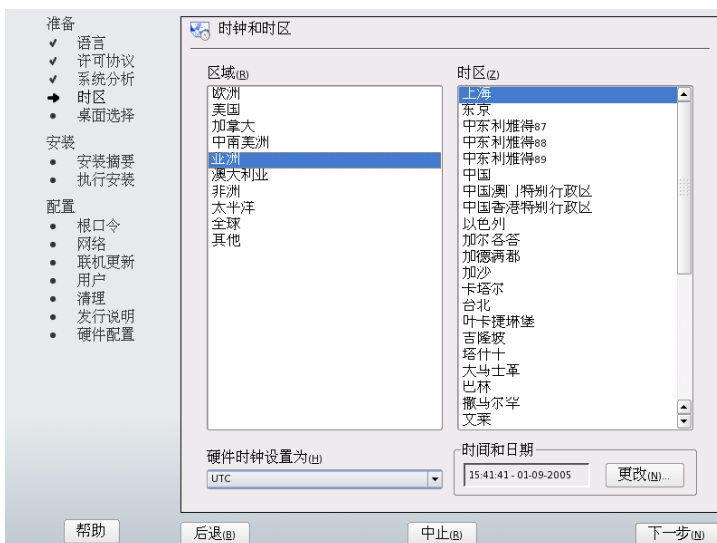 准备
语言
许可协议
系统分析
时区
桌面选择
安装
安装摘要
执行安装
配置
根口令
网络
联机更新
用户
清理
发行说明
硬件配置
时钟和时区
区域(R)
欧洲
美国
加拿大
中南美洲
亚洲
澳大利亚
非洲
太平洋
全球
其他
时区(Z)
上海
东京
中东利雅得87
中东利雅得88
中东利雅得89
中国
中国澳门特别行政区
中国香港特别行政区
以色列
加尔各答
加德满都
加沙
卡塔尔
台北
叶卡捷琳堡
吉隆坡
塔什干
大马士革
巴林
撒马尔罕
文莱
硬件时钟设置为(H)
UTC
时间和日期
15:41:41 - 01-09-2005
更改(N)...
帮助
后退(B)
中止(R)
下一步(N)